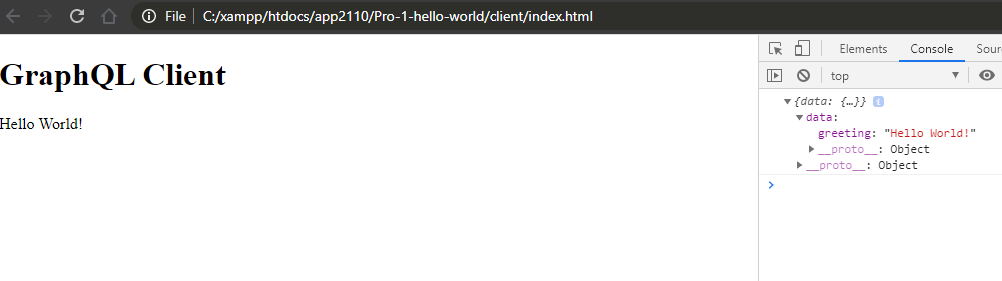 File C:/xampp/htdocs/app2110/Pro-1-hello-world/client/index.html
Elements Console Sour
top
GraphQL Client
Hello World!
{data: {…}} i
data:
greeting: "Hello World!"
__proto__: Object
__proto__: Object